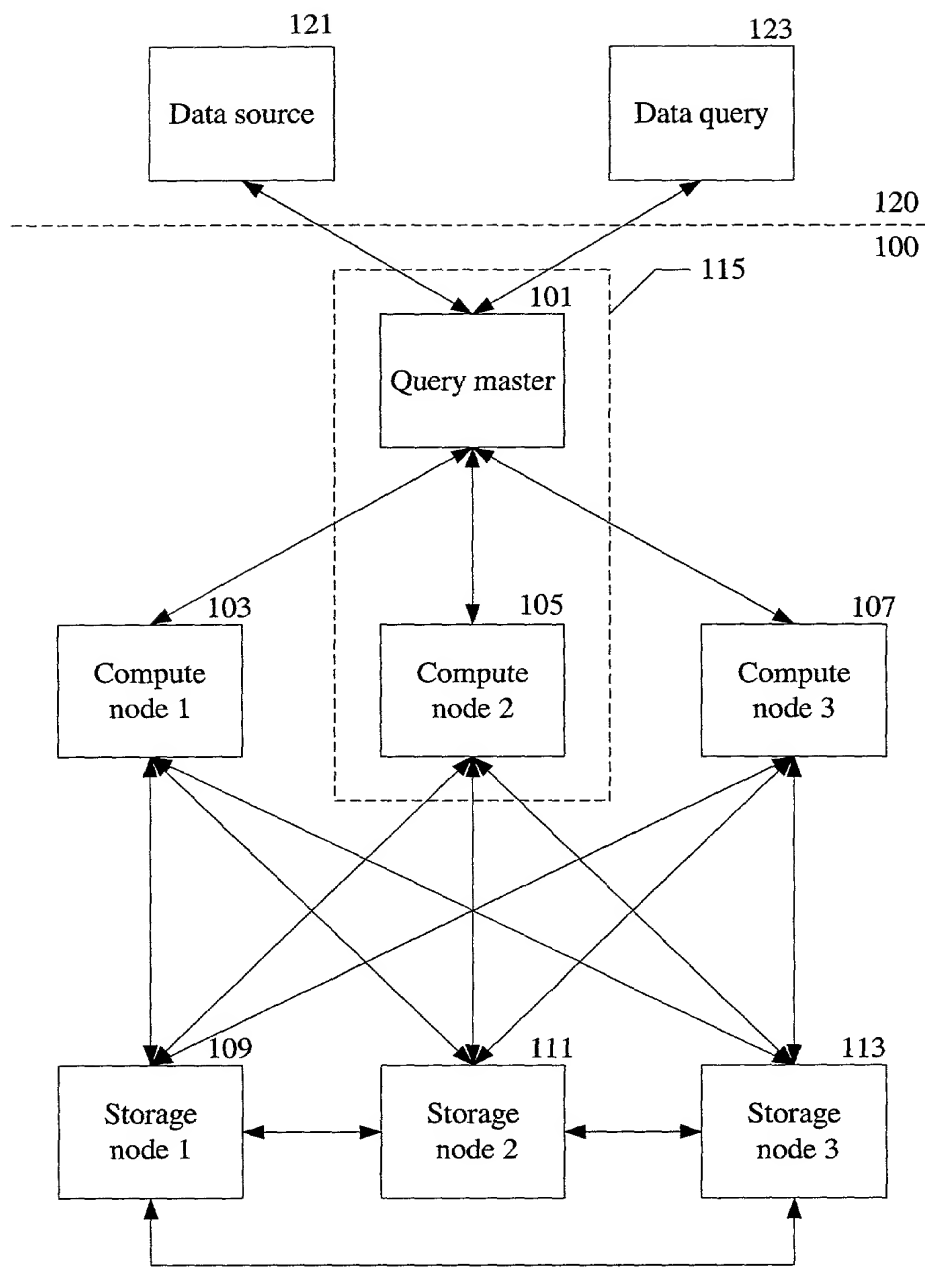 121
123
Data source
Data query
120
100
115
101
Query master
103
105
107
Compute
node 1
Compute
node 2
Compute
node 3
109
111
113
Storage
node 1
Storage
node 2
Storage
node 3